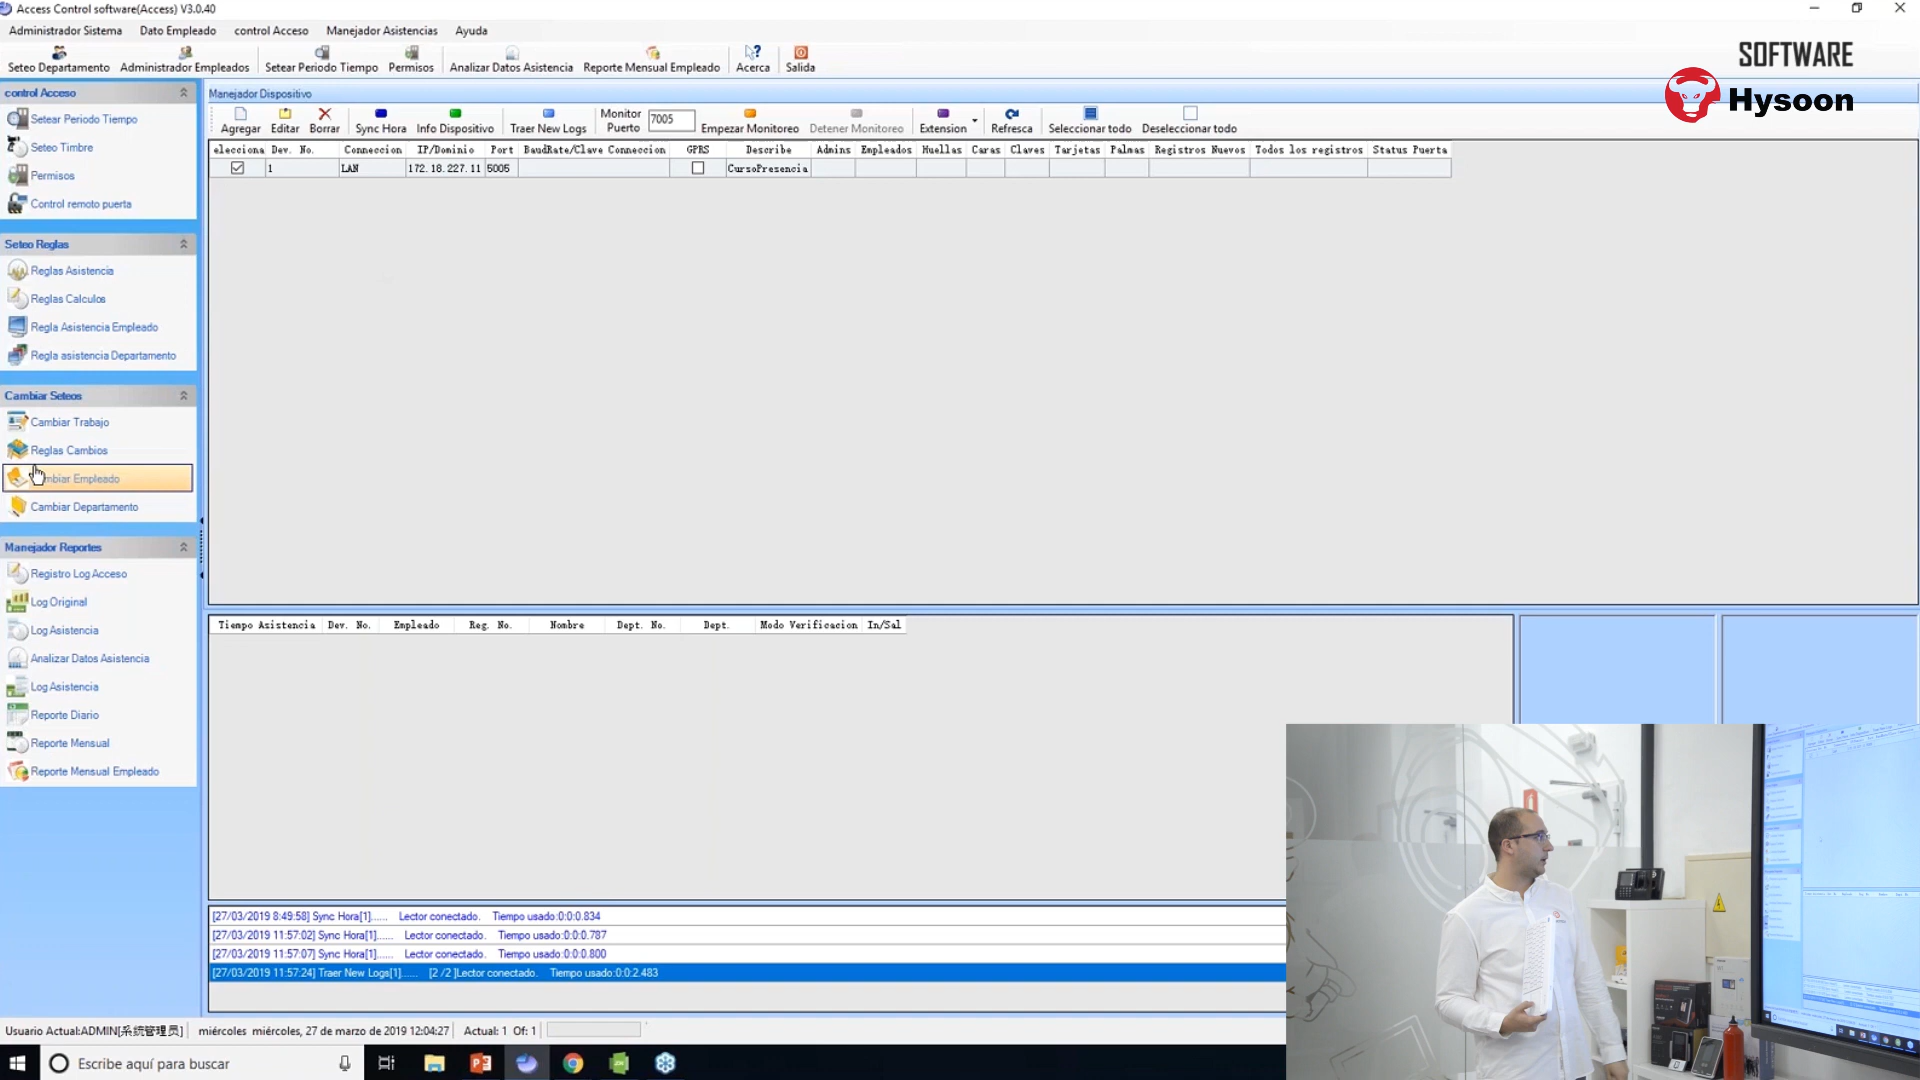 Access Control software(Access) V3.0.40
Administrador Sistema Dato Empleado control Acceso Manejador Asistencias Ayuda
Seteo Departamento Administrador Empleados Setear Periodo Tiempo Permisos Analizar Datos Asistencia Reporte Mensual Empleado Acerca Salida
SOFTWARE
Hysoon
control Acceso
Setear Periodo Tiempo
Seteo Timbre
Permisos
Control remoto puerta
Seteo Reglas
Reglas Asistencia
Reglas Calculos
Regla Asistencia Empleado
Regla asistencia Departamento
Cambiar Seteos
Cambiar Trabajo
Reglas Cambios
mbiar Empleado
Cambiar Departamento
Manejador Reportes
Registro Log Acceso
Log Original
Log Asistencia
Analizar Datos Asistencia
Log Asistencia
Reporte Diario
Reporte Mensual
Reporte Mensual Empleado
Manejador Dispositivo
Agregar Editar Borrar Sync Hora Info Dispositivo Traer New Logs Monitor Puerto 7005 Empezar Monitoreo Detener Monitoreo Extension Refresca Seleccionar todo Deseleccionar todo
elecciona Dev. No. Conneccion IP/Dominio Port BaudRate/Clave Conneccion GPRS Describe Admins Empleados Huellas Caras Claves Tarjetas Palmas Registros Nuevos Todos los registros Status Puerta
1 LAN 172.18.227.11 5005 CursoPresencia
Tiempo Asistencia Dev. No. Empleado Reg. No. Nombre Dept. No. Dept. Modo Verificacion In/Sal
[27/03/2019 8:49:58] Sync Hora[1]...... Lector conectado. Tiempo usado:0:0:0.834
[27/03/2019 11:57:02] Sync Hora[1]...... Lector conectado. Tiempo usado:0:0:0.787
[27/03/2019 11:57:07] Sync Hora[1]...... Lector conectado. Tiempo usado:0:0:0.800
[27/03/2019 11:57:24] Traer New Logs[1]...... [2 /2 ]Lector conectado. Tiempo usado:0:0:2.483
Usuario Actual:ADMIN[系統管理员] miércoles miércoles, 27 de marzo de 2019 12:04:27 Actual: 1 Of: 1
Escribe aquí para buscar